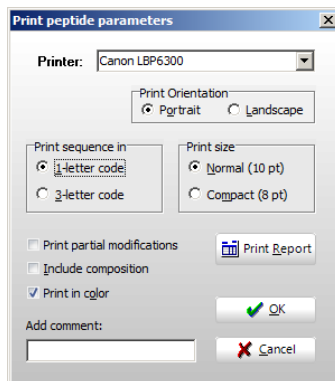 Print peptide parameters
Printer: Canon LBP6300
Print Orientation
Portrait Landscape
Print sequence in
1-letter code
3-letter code
Print size
Normal (10 pt)
Compact (8 pt)
Print partial modifications
Include composition
Print in color
Print Report
Add comment:
OK
Cancel